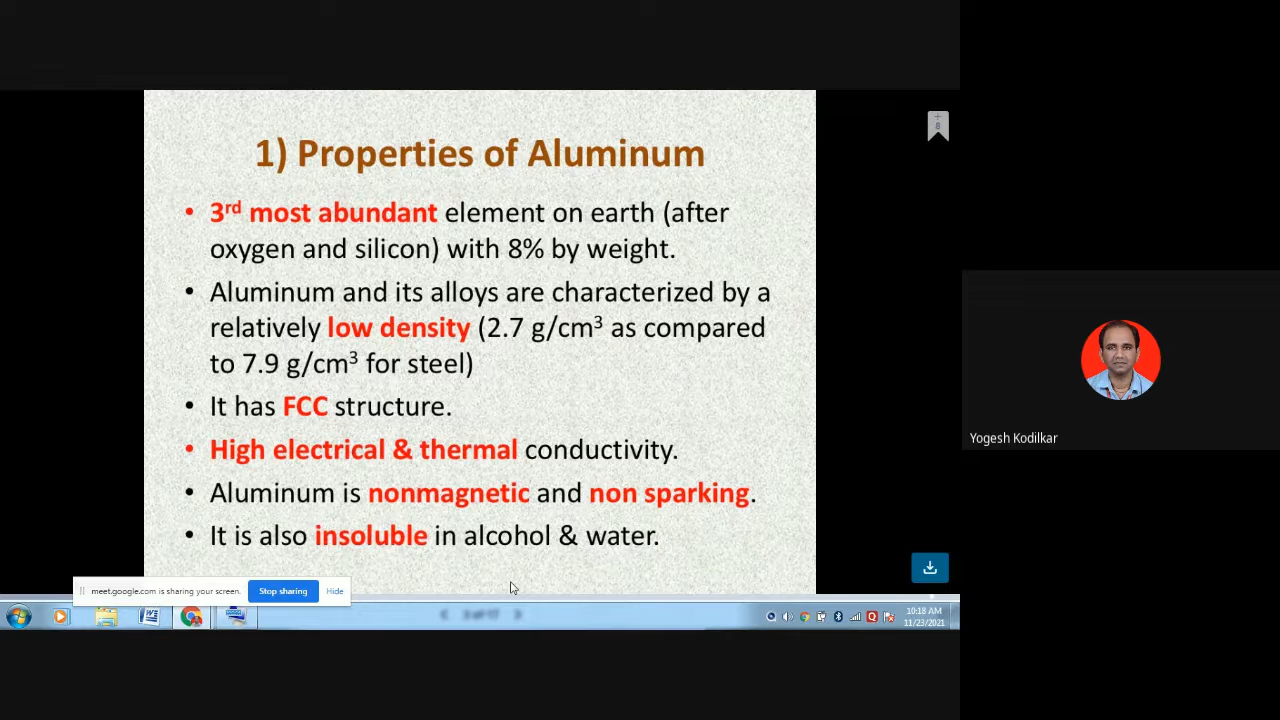 1) Properties of Aluminum
• 3rd most abundant element on earth (after
oxygen and silicon) with 8% by weight.
• Aluminum and its alloys are characterized by a
relatively low density (2.7 g/cm3 as compared
to 7.9 g/cm3 for steel)
• It has FCC structure.
• High electrical & thermal conductivity.
• Aluminum is nonmagnetic and non sparking.
• It is also insoluble in alcohol & water.
8
Yogesh Kodilkar
meet.google.com is sharing your screen. Stop sharing Hide
10:18 AM
11/23/2021